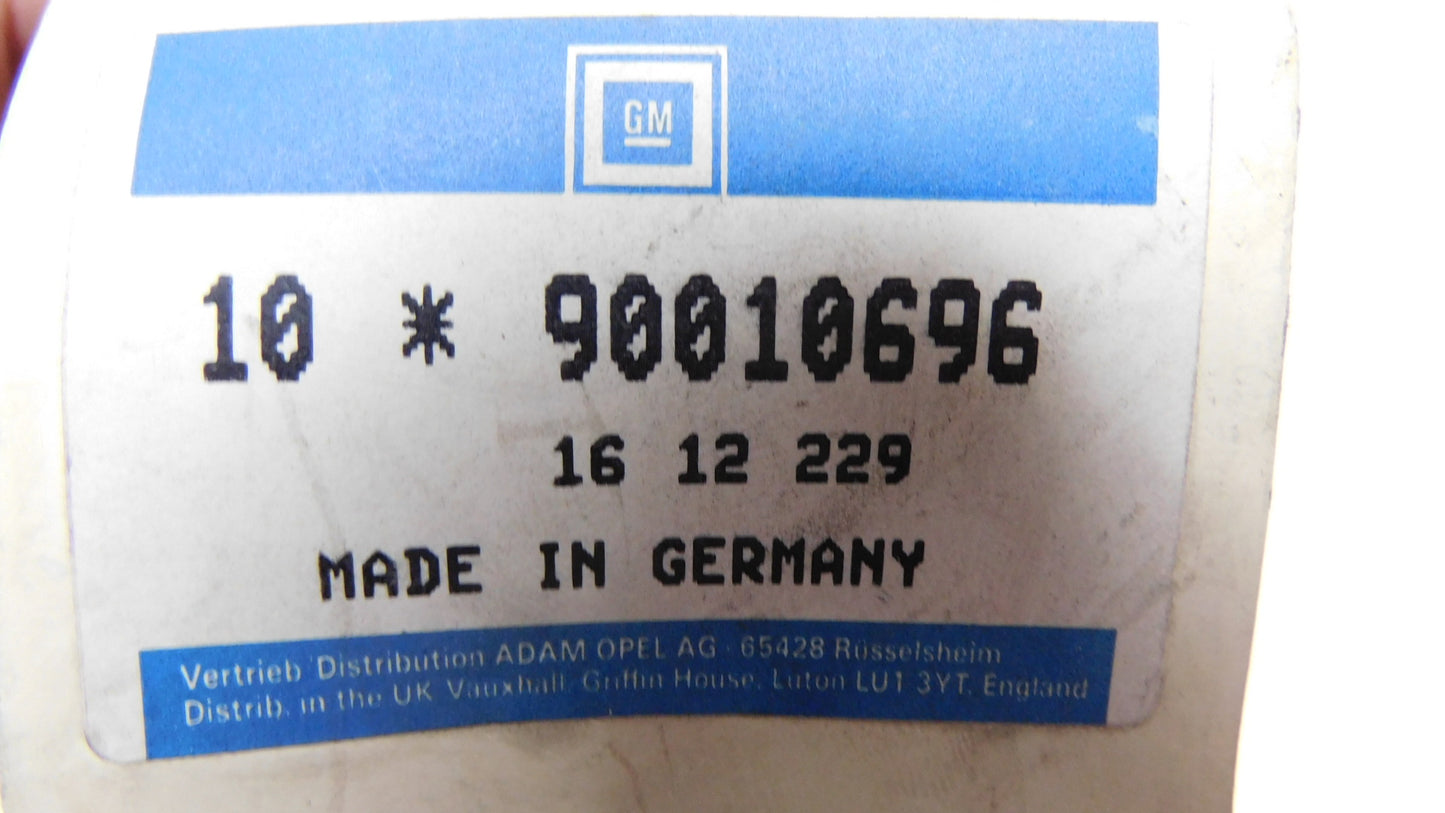 GM
10 * 90010696
16 12 229
MADE IN GERMANY
Vertrieb Distribution ADAM OPEL AG · 65428 Rüsselsheim
Distrib. in the UK Vauxhall, Griffin House, Luton LU1 3YT, England